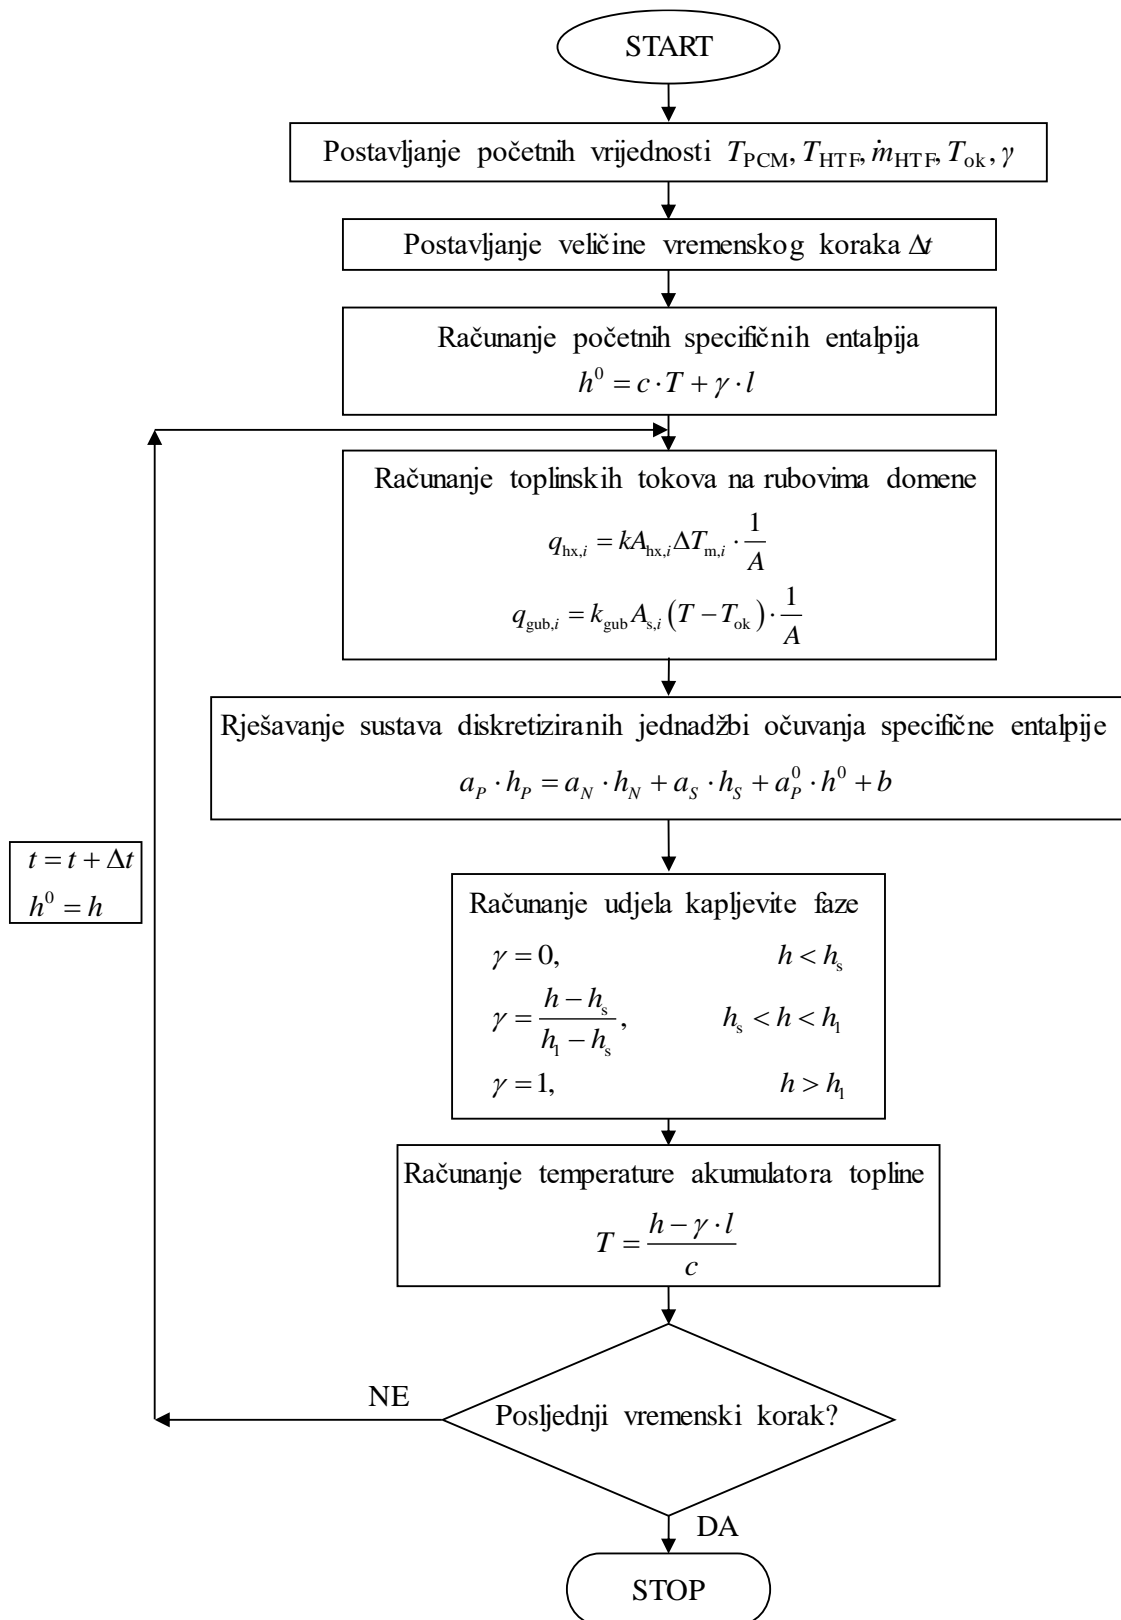 START
Postavljanje početnih vrijednosti T_PCM, T_HTF, ṁ_HTF, T_ok, γ
Postavljanje veličine vremenskog koraka Δt
Računanje početnih specifičnih entalpija
h^0 = c · T + γ · l
Računanje toplinskih tokova na rubovima domene
q_hx,i = kA_hx,i ΔT_m,i · 1/A
q_gub,i = k_gub A_s,i (T − T_ok) · 1/A
Rješavanje sustava diskretiziranih jednadžbi očuvanja specifične entalpije
a_P · h_P = a_N · h_N + a_S · h_S + a_P^0 · h^0 + b
t = t + Δt
h^0 = h
Računanje udjela kapljevite faze
γ = 0, h < h_s
γ = (h − h_s)/(h_l − h_s), h_s < h < h_l
γ = 1, h > h_l
Računanje temperature akumulatora topline
T = (h − γ · l)/c
NE
Posljednji vremenski korak?
DA
STOP